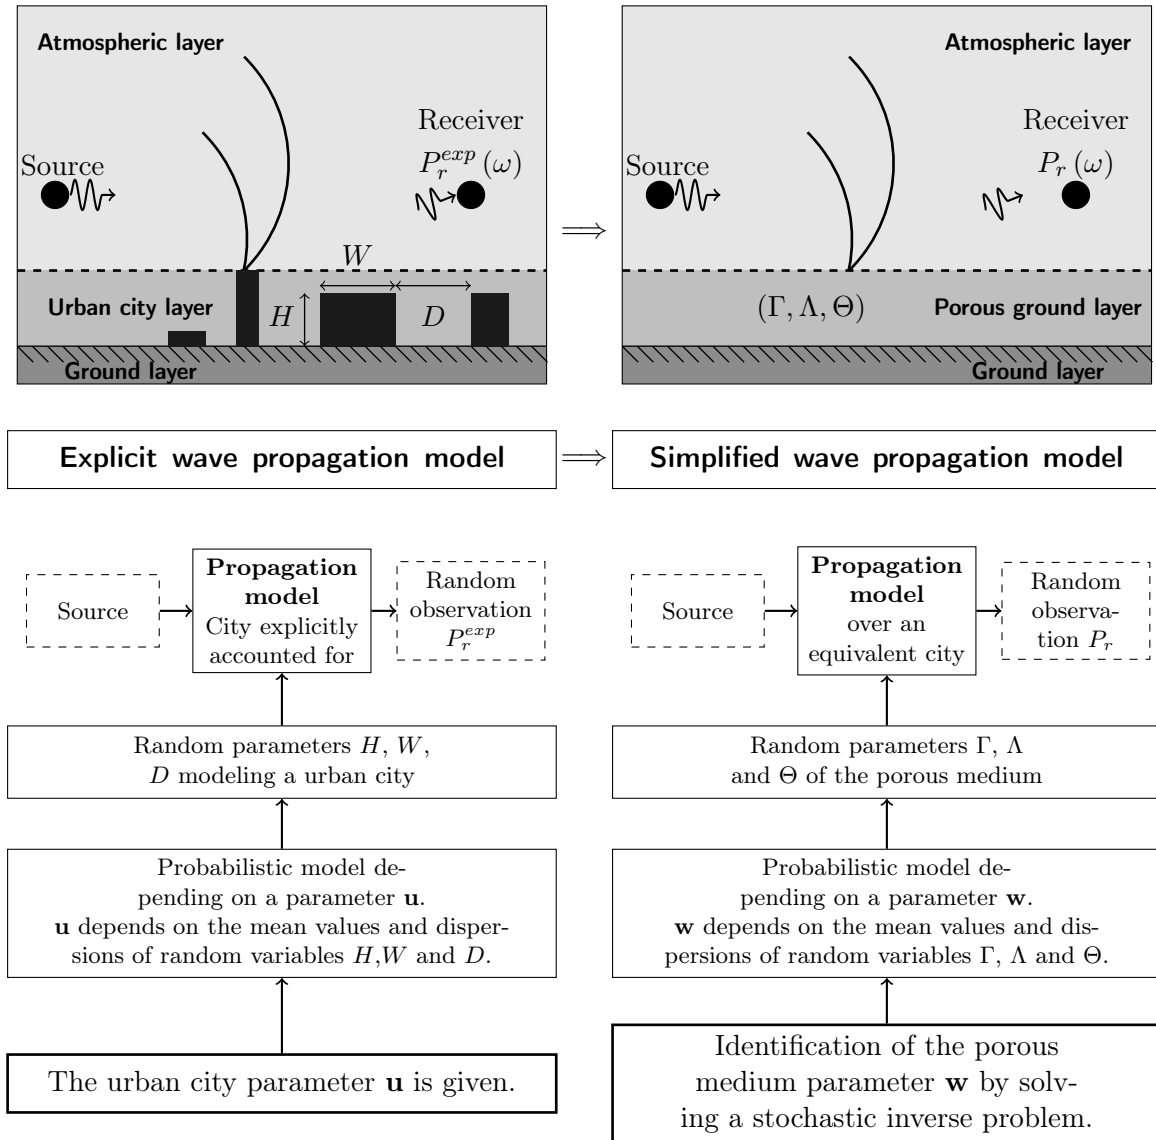 Atmospheric layer
Receiver
P_r^{exp} (ω)
Source
W
Urban city layer
H
D
Ground layer
⟹
Atmospheric layer
Receiver
P_r (ω)
Source
(Γ, Λ, Θ)
Porous ground layer
Ground layer
Explicit wave propagation model
⟹
Simplified wave propagation model
Source
Propagation
model
City explicitly
accounted for
Random
observation
P_r^{exp}
Random parameters H, W,
D modeling a urban city
Probabilistic model de-
pending on a parameter u.
u depends on the mean values and disper-
sions of random variables H,W and D.
The urban city parameter u is given.
Source
Propagation
model
over an
equivalent city
Random
observa-
tion P_r
Random parameters Γ, Λ
and Θ of the porous medium
Probabilistic model de-
pending on a parameter w.
w depends on the mean values and dis-
persions of random variables Γ, Λ and Θ.
Identification of the porous
medium parameter w by solv-
ing a stochastic inverse problem.